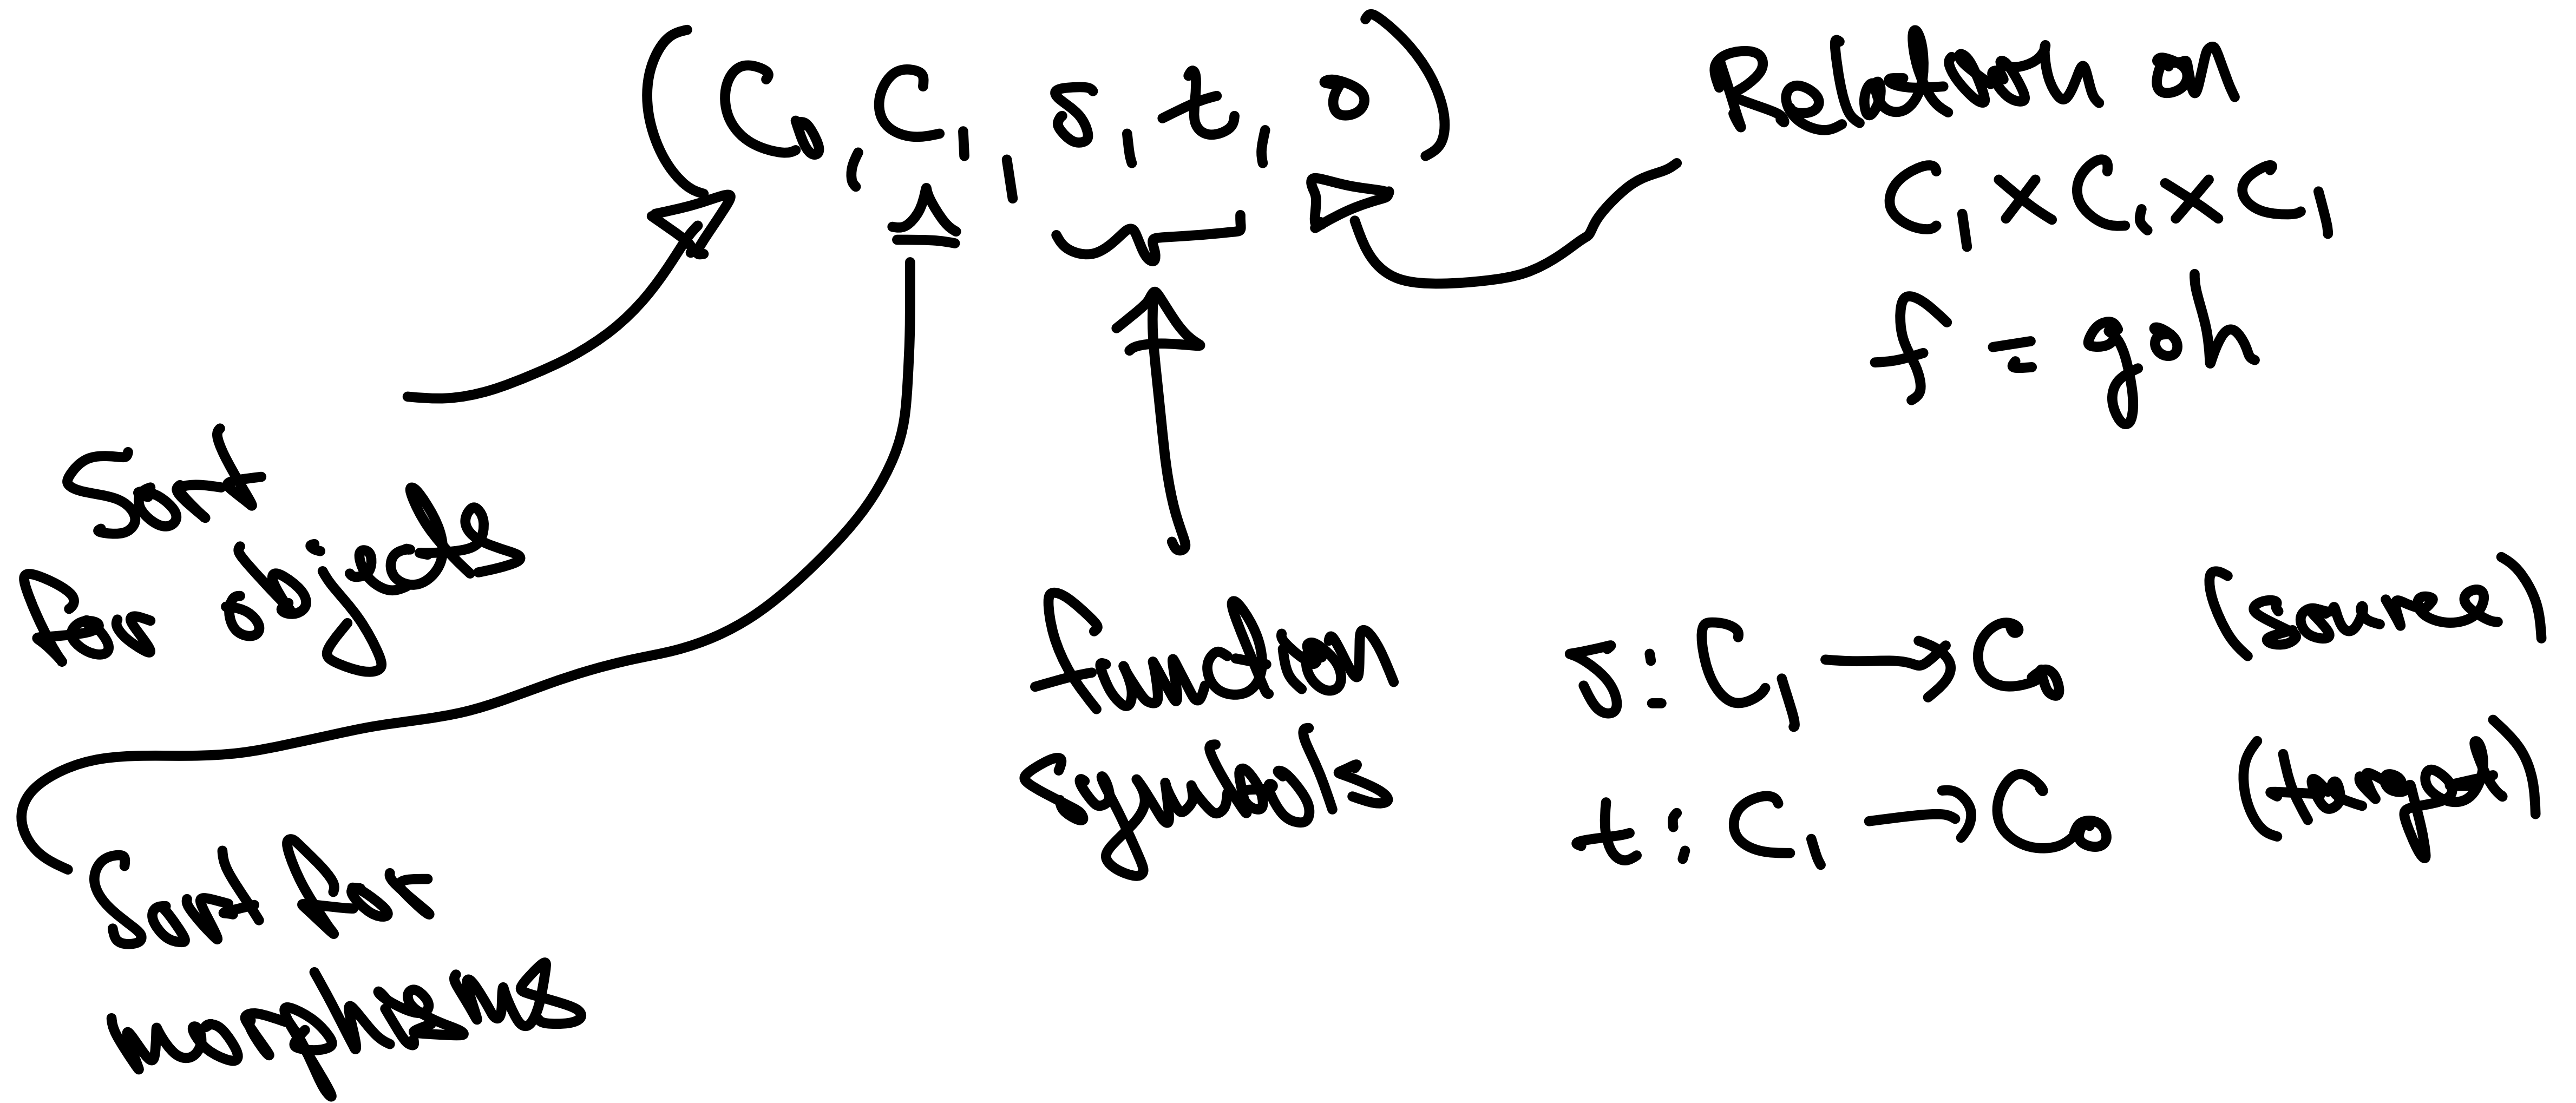 (C₀, C₁, s, t, ∘)
Relation on
C₁ × C₁ × C₁
f = g∘h
Sort
for objects
function
symbols
s: C₁ → C₀ (source)
t: C₁ → C₀ (target)
Sort for
morphisms